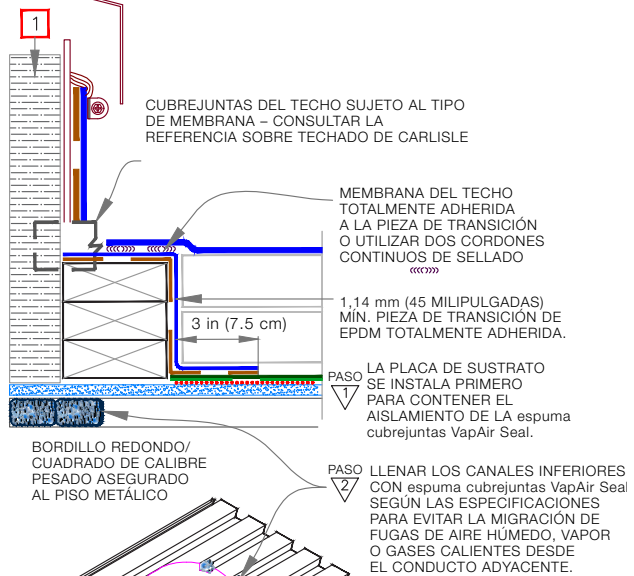 1
CUBREJUNTAS DEL TECHO SUJETO AL TIPO
DE MEMBRANA – CONSULTAR LA
REFERENCIA SOBRE TECHADO DE CARLISLE
MEMBRANA DEL TECHO
TOTALMENTE ADHERIDA
A LA PIEZA DE TRANSICIÓN
O UTILIZAR DOS CORDONES
CONTINUOS DE SELLADO
1,14 mm (45 MILIPULGADAS)
MÍN. PIEZA DE TRANSICIÓN DE
EPDM TOTALMENTE ADHERIDA.
3 in (7.5 cm)
PASO
1
LA PLACA DE SUSTRATO
SE INSTALA PRIMERO
PARA CONTENER EL
AISLAMIENTO DE LA espuma
cubrejuntas VapAir Seal.
BORDILLO REDONDO/
CUADRADO DE CALIBRE
PESADO ASEGURADO
AL PISO METÁLICO
PASO
2
LLENAR LOS CANALES INFERIORES
CON espuma cubrejuntas VapAir Seal
SEGÚN LAS ESPECIFICACIONES
PARA EVITAR LA MIGRACIÓN DE
FUGAS DE AIRE HÚMEDO, VAPOR
O GASES CALIENTES DESDE
EL CONDUCTO ADYACENTE.